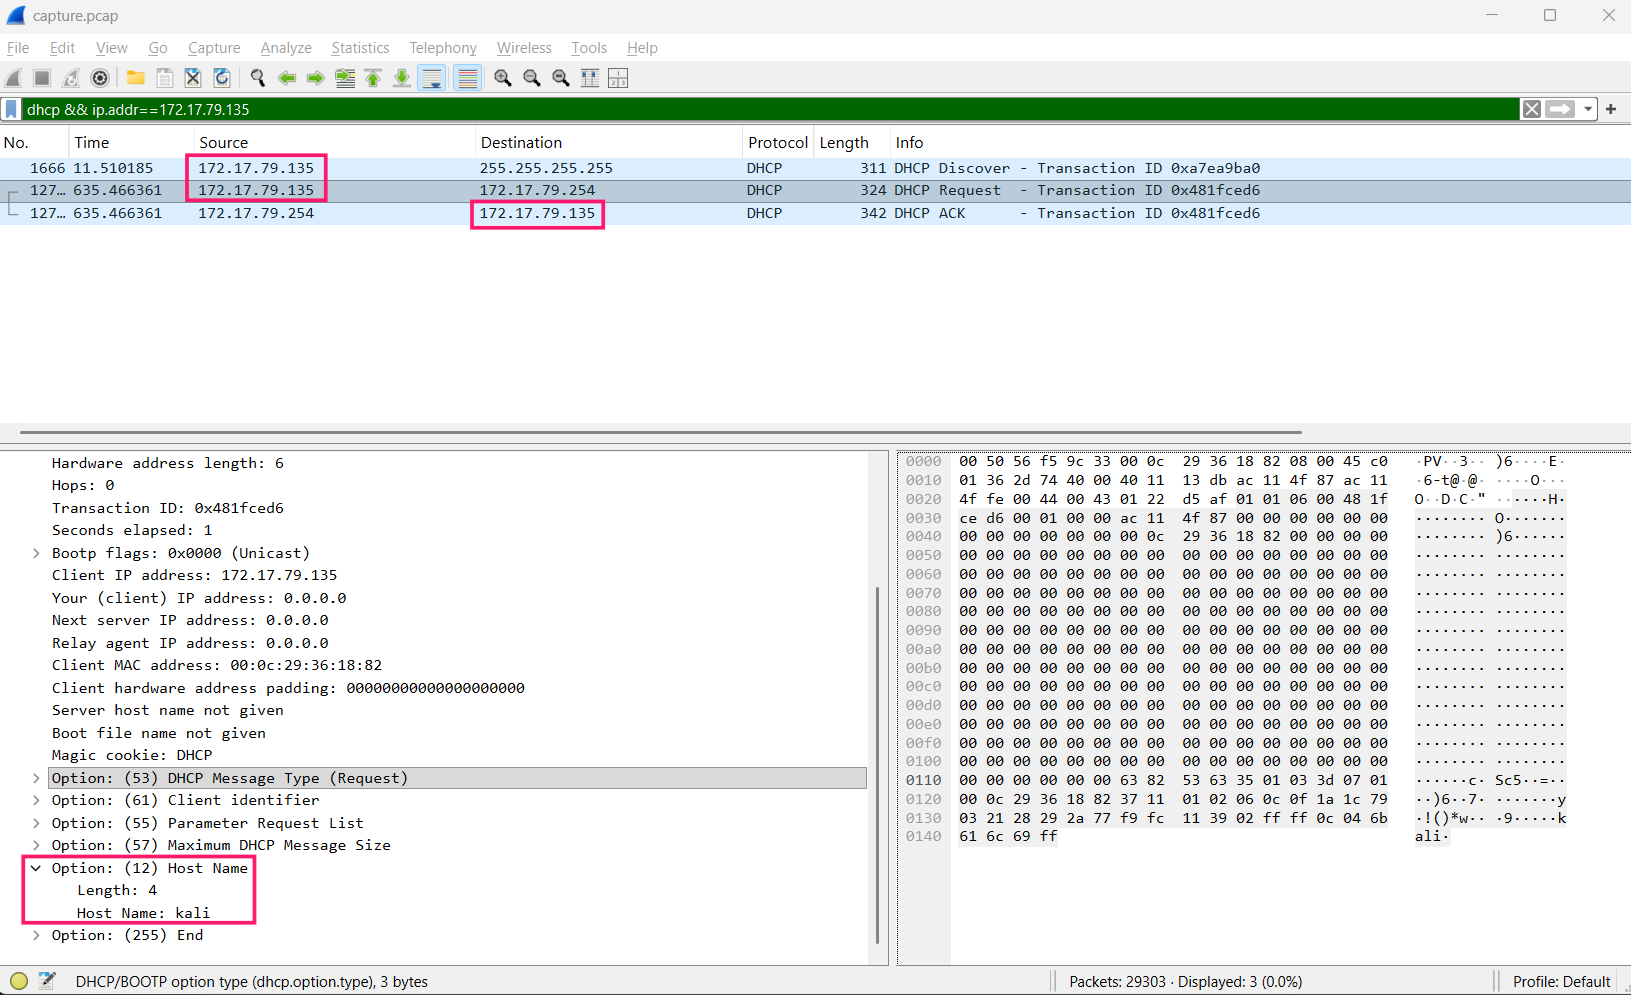 capture.pcap
File Edit View Go Capture Analyze Statistics Telephony Wireless Tools Help
dhcp && ip.addr==172.17.79.135
No. Time Source Destination Protocol Length Info
1666 11.510185 172.17.79.135 255.255.255.255 DHCP 311 DHCP Discover - Transaction ID 0xa7ea9ba0
127… 635.466361 172.17.79.135 172.17.79.254 DHCP 324 DHCP Request - Transaction ID 0x481fced6
127… 635.466361 172.17.79.254 172.17.79.135 DHCP 342 DHCP ACK - Transaction ID 0x481fced6
Hardware address length: 6
Hops: 0
Transaction ID: 0x481fced6
Seconds elapsed: 1
Bootp flags: 0x0000 (Unicast)
Client IP address: 172.17.79.135
Your (client) IP address: 0.0.0.0
Next server IP address: 0.0.0.0
Relay agent IP address: 0.0.0.0
Client MAC address: 00:0c:29:36:18:82
Client hardware address padding: 00000000000000000000
Server host name not given
Boot file name not given
Magic cookie: DHCP
Option: (53) DHCP Message Type (Request)
Option: (61) Client identifier
Option: (55) Parameter Request List
Option: (57) Maximum DHCP Message Size
Option: (12) Host Name
Length: 4
Host Name: kali
Option: (255) End
0000 00 50 56 f5 9c 33 00 0c 29 36 18 82 08 00 45 c0 ·PV··3·· )6····E·
0010 01 36 2d 74 40 00 40 11 13 db ac 11 4f 87 ac 11 ·6-t@·@· ····O···
0020 4f fe 00 44 00 43 01 22 d5 af 01 01 06 00 48 1f O··D·C·" ······H·
0030 ce d6 00 01 00 00 ac 11 4f 87 00 00 00 00 00 00 ········ O·······
0040 00 00 00 00 00 00 00 0c 29 36 18 82 00 00 00 00 ········ )6······
0050 00 00 00 00 00 00 00 00 00 00 00 00 00 00 00 00 ········ ········
0060 00 00 00 00 00 00 00 00 00 00 00 00 00 00 00 00 ········ ········
0070 00 00 00 00 00 00 00 00 00 00 00 00 00 00 00 00 ········ ········
0080 00 00 00 00 00 00 00 00 00 00 00 00 00 00 00 00 ········ ········
0090 00 00 00 00 00 00 00 00 00 00 00 00 00 00 00 00 ········ ········
00a0 00 00 00 00 00 00 00 00 00 00 00 00 00 00 00 00 ········ ········
00b0 00 00 00 00 00 00 00 00 00 00 00 00 00 00 00 00 ········ ········
00c0 00 00 00 00 00 00 00 00 00 00 00 00 00 00 00 00 ········ ········
00d0 00 00 00 00 00 00 00 00 00 00 00 00 00 00 00 00 ········ ········
00e0 00 00 00 00 00 00 00 00 00 00 00 00 00 00 00 00 ········ ········
00f0 00 00 00 00 00 00 00 00 00 00 00 00 00 00 00 00 ········ ········
0100 00 00 00 00 00 00 00 00 00 00 00 00 00 00 00 00 ········ ········
0110 00 00 00 00 00 00 63 82 53 63 35 01 03 3d 07 01 ······c· Sc5··=··
0120 00 0c 29 36 18 82 37 11 01 02 06 0c 0f 1a 1c 79 ··)6··7· ·······y
0130 03 21 28 29 2a 77 f9 fc 11 39 02 ff ff 0c 04 6b ·!()*w·· ·9·····k
0140 61 6c 69 ff ali·
DHCP/BOOTP option type (dhcp.option.type), 3 bytes
Packets: 29303 · Displayed: 3 (0.0%)
Profile: Default